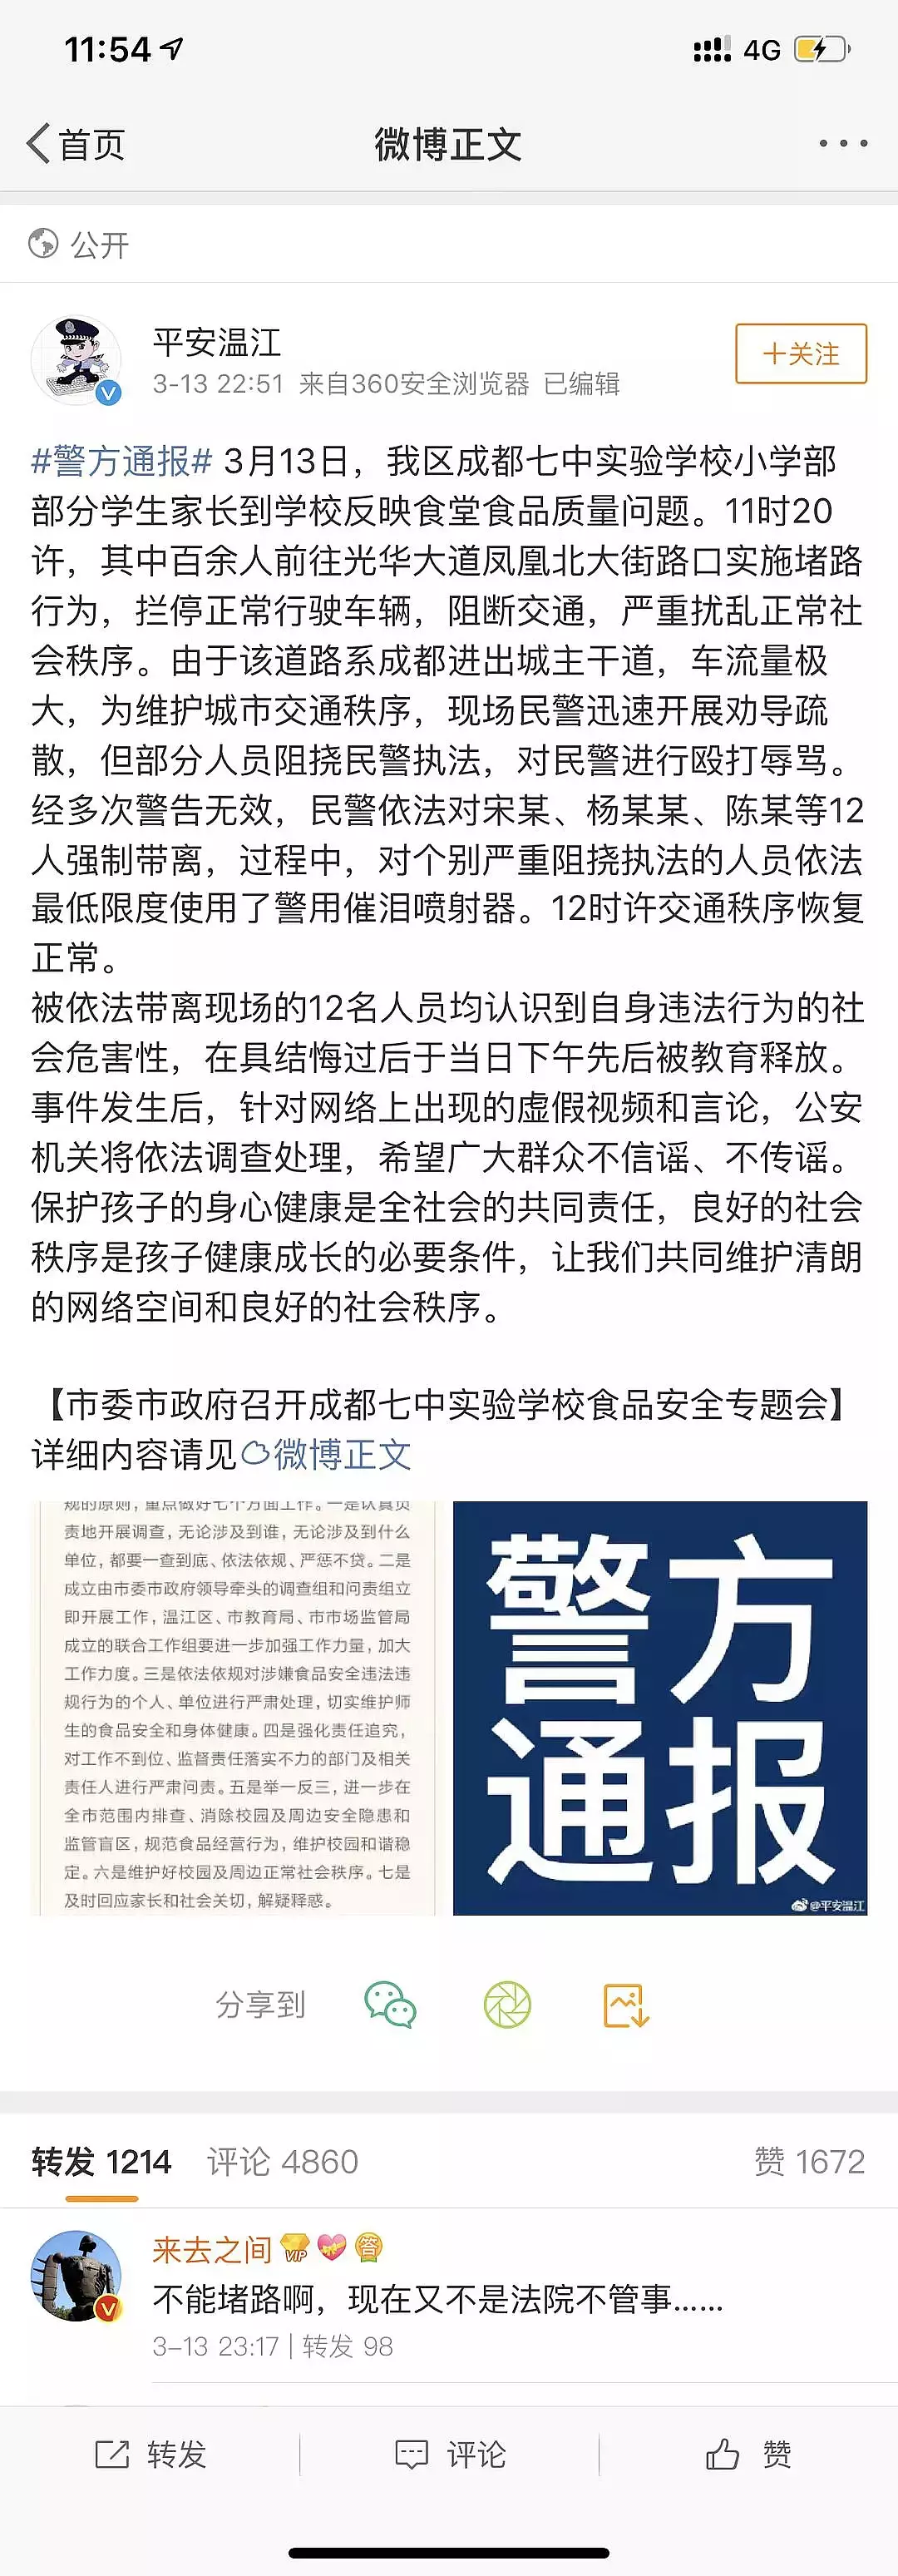 11:54
4G
首页
微博正文
公开
平安温江
3-13 22:51 来自360安全浏览器 已编辑
+关注
#警方通报# 3月13日，我区成都七中实验学校小学部
部分学生家长到学校反映食堂食品质量问题。11时20
许，其中百余人前往光华大道凤凰北大街路口实施堵路
行为，拦停正常行驶车辆，阻断交通，严重扰乱正常社
会秩序。由于该道路系成都进出城主干道，车流量极
大，为维护城市交通秩序，现场民警迅速开展劝导疏
散，但部分人员阻挠民警执法，对民警进行殴打辱骂。
经多次警告无效，民警依法对宋某、杨某某、陈某等12
人强制带离，过程中，对个别严重阻挠执法的人员依法
最低限度使用了警用催泪喷射器。12时许交通秩序恢复
正常。
被依法带离现场的12名人员均认识到自身违法行为的社
会危害性，在具结悔过后于当日下午先后被教育释放。
事件发生后，针对网络上出现的虚假视频和言论，公安
机关将依法调查处理，希望广大群众不信谣、不传谣。
保护孩子的身心健康是全社会的共同责任，良好的社会
秩序是孩子健康成长的必要条件，让我们共同维护清朗
的网络空间和良好的社会秩序。
【市委市政府召开成都七中实验学校食品安全专题会】
详细内容请见微博正文
规的原则，重点做好七个方面工作。一是认真负
责地开展调查，无论涉及到谁，无论涉及到什么
单位，都要一查到底、依法依规、严惩不贷。二是
成立由市委市政府领导牵头的调查组和问责组立
即开展工作，温江区、市教育局、市市场监管局
成立的联合工作组要进一步加强工作力量，加大
工作力度。三是依法依规对涉嫌食品安全违法违
规行为的个人、单位进行严肃处理，切实维护师
生的食品安全和身体健康。四是强化责任追究，
对工作不到位、监督责任落实不力的部门及相关
责任人进行严肃问责。五是举一反三，进一步在
全市范围内排查、消除校园及周边安全隐患和
监管盲区，规范食品经营行为，维护校园和谐稳
定。六是维护好校园及周边正常社会秩序。七是
及时回应家长和社会关切，解疑释惑。
警方
通报
@平安温江
分享到
转发 1214 评论 4860 赞 1672
来去之间 VIP 答
不能堵路啊，现在又不是法院不管事......
3-13 23:17 | 转发 98
转发
评论
赞